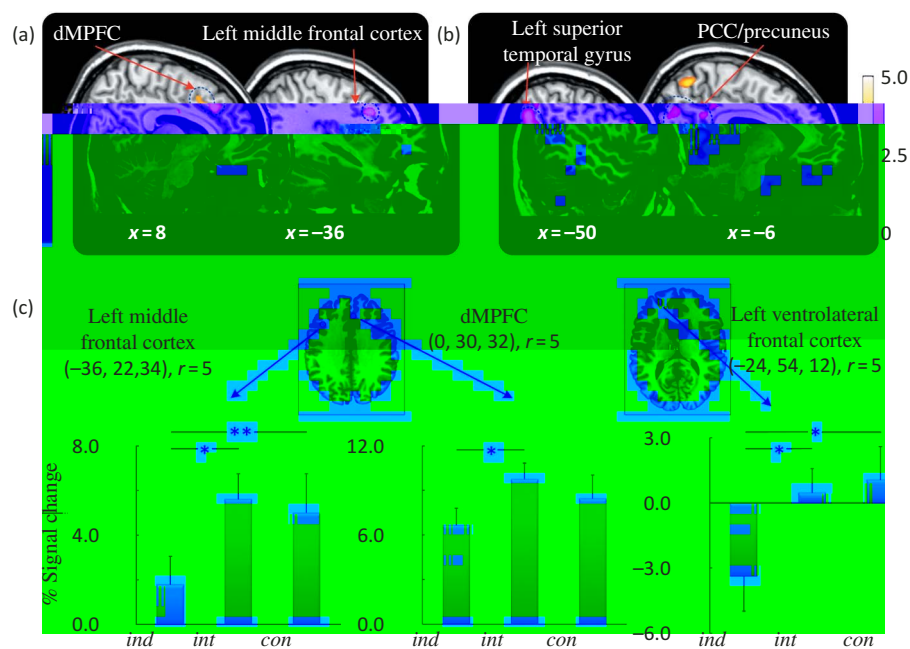 (a)
dMPFC
Left middle frontal cortex
(b)
Left superior
temporal gyrus
PCC/precuneus
5.0
2.5
0
x = 8
x = −36
x = −50
x = −6
(c)
Left middle
frontal cortex
(−36, 22,34), r = 5
dMPFC
(0, 30, 32), r = 5
Left ventrolateral
frontal cortex
(−24, 54, 12), r = 5
% Signal change
8.0
4.0
0.0
**
*
ind
int
con
12.0
6.0
0.0
*
ind
int
con
3.0
0.0
−3.0
−6.0
*
*
ind
int
con